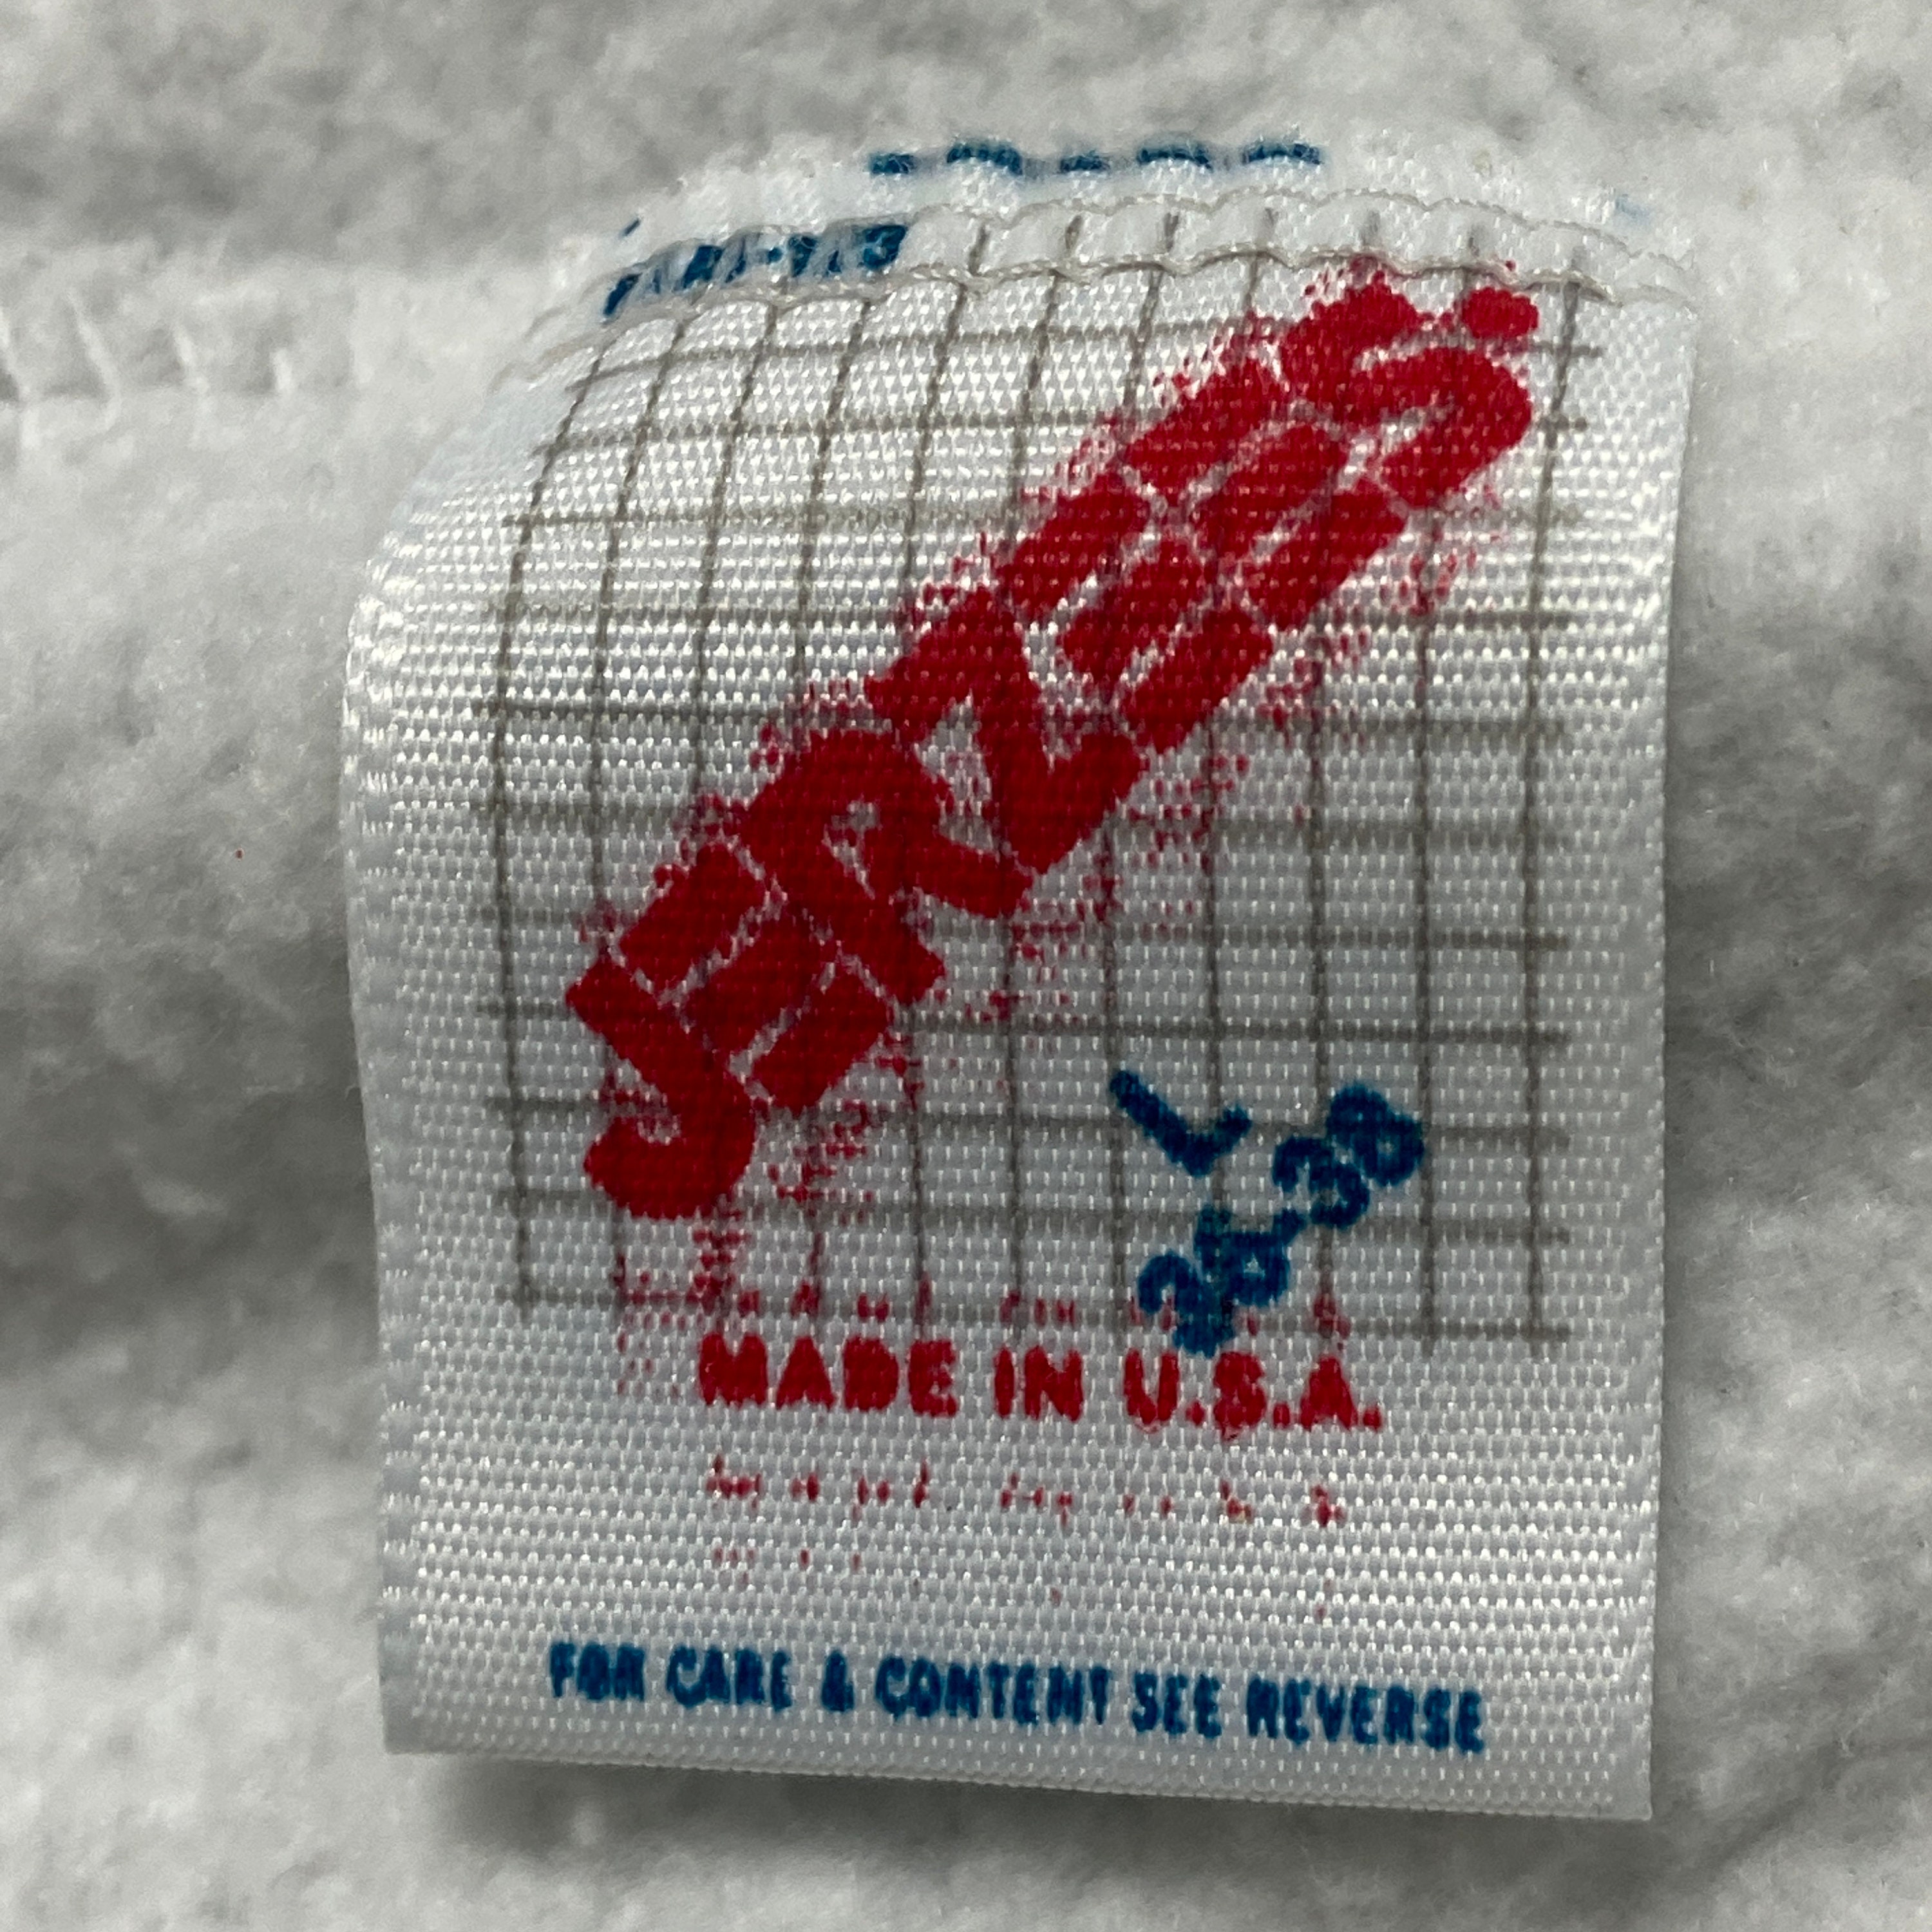 JERZEES
L
36-38
MADE IN U.S.A.
FOR CARE & CONTENT SEE REVERSE